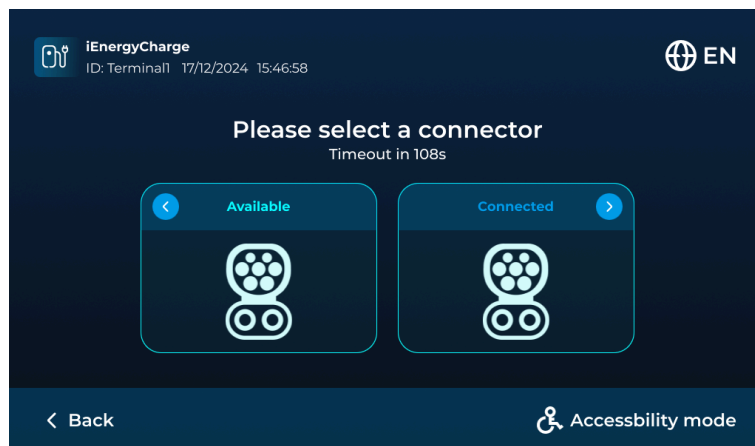 iEnergyCharge
ID: Terminal1 17/12/2024 15:46:58
EN
Please select a connector
Timeout in 108s
Available
Connected
Back
Accessbility mode